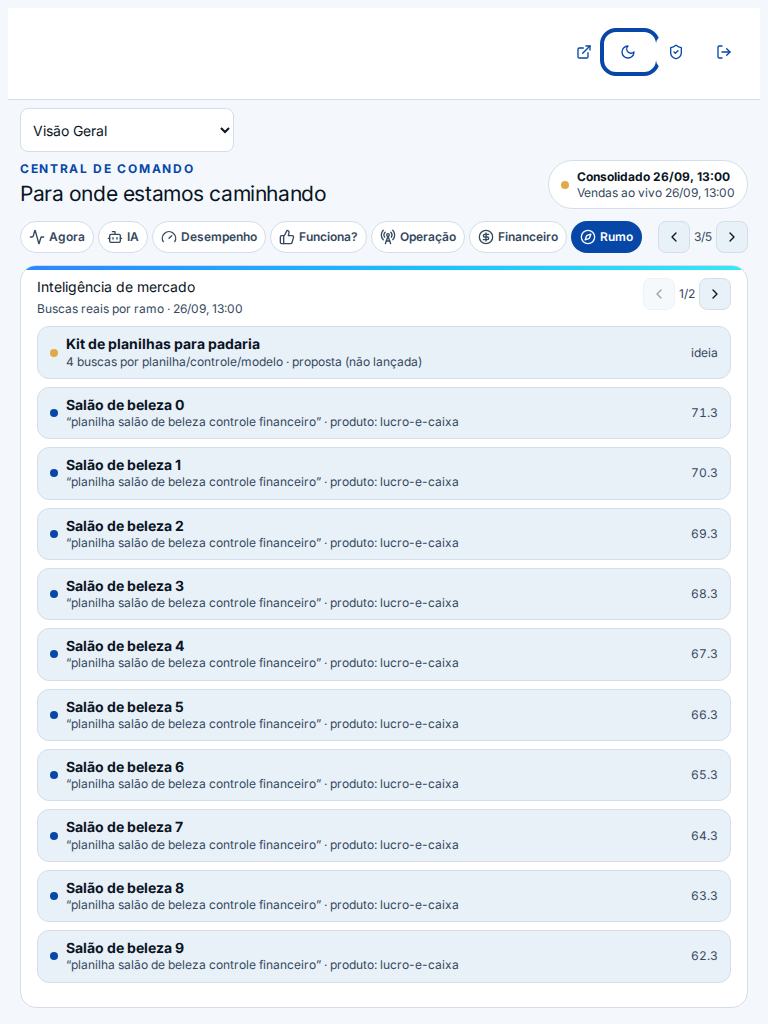 Visão Geral
CENTRAL DE COMANDO
Para onde estamos caminhando
Consolidado 26/09, 13:00
Vendas ao vivo 26/09, 13:00
Agora
IA
Desempenho
Funciona?
Operação
Financeiro
Rumo
3/5
Inteligência de mercado
Buscas reais por ramo · 26/09, 13:00
1/2
Kit de planilhas para padaria
4 buscas por planilha/controle/modelo · proposta (não lançada)
ideia
Salão de beleza 0
“planilha salão de beleza controle financeiro” · produto: lucro-e-caixa
71.3
Salão de beleza 1
“planilha salão de beleza controle financeiro” · produto: lucro-e-caixa
70.3
Salão de beleza 2
“planilha salão de beleza controle financeiro” · produto: lucro-e-caixa
69.3
Salão de beleza 3
“planilha salão de beleza controle financeiro” · produto: lucro-e-caixa
68.3
Salão de beleza 4
“planilha salão de beleza controle financeiro” · produto: lucro-e-caixa
67.3
Salão de beleza 5
“planilha salão de beleza controle financeiro” · produto: lucro-e-caixa
66.3
Salão de beleza 6
“planilha salão de beleza controle financeiro” · produto: lucro-e-caixa
65.3
Salão de beleza 7
“planilha salão de beleza controle financeiro” · produto: lucro-e-caixa
64.3
Salão de beleza 8
“planilha salão de beleza controle financeiro” · produto: lucro-e-caixa
63.3
Salão de beleza 9
“planilha salão de beleza controle financeiro” · produto: lucro-e-caixa
62.3